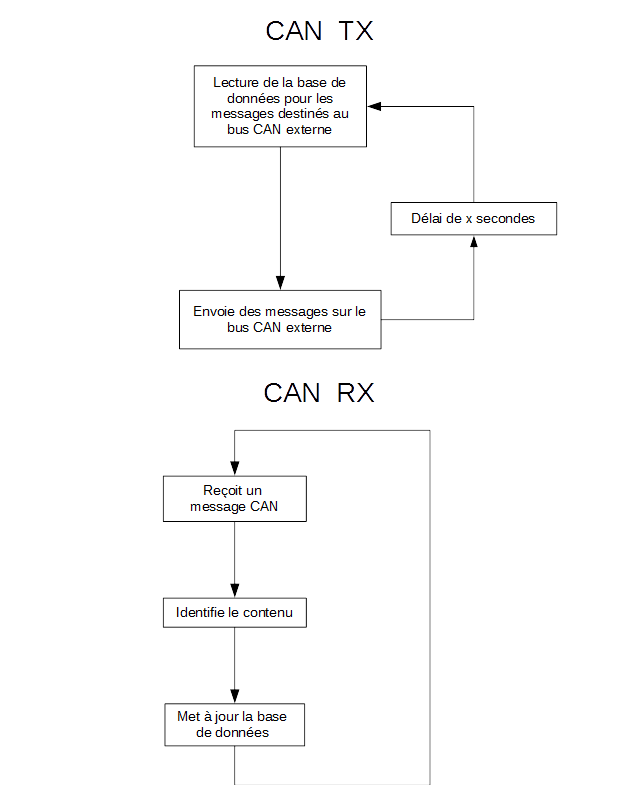 CAN TX
Lecture de la base de
données pour les
messages destinés au
bus CAN externe
Délai de x secondes
Envoie des messages sur le
bus CAN externe
CAN RX
Reçoit un
message CAN
Identifie le contenu
Met à jour la base
de données